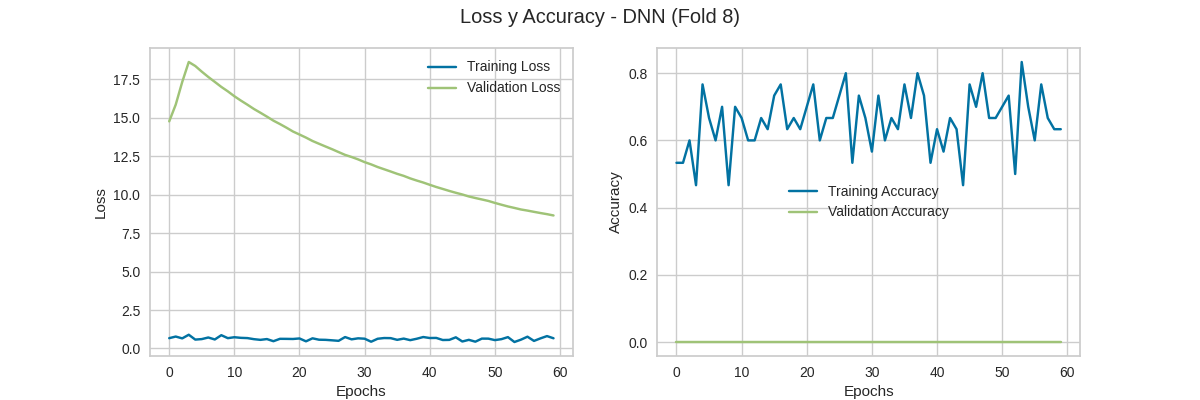 Loss y Accuracy - DNN (Fold 8)
17.5
15.0
12.5
10.0
7.5
5.0
2.5
0.0
Loss
Training Loss
Validation Loss
0 10 20 30 40 50 60
Epochs
0.8
0.6
0.4
0.2
0.0
Accuracy
Training Accuracy
Validation Accuracy
0 10 20 30 40 50 60
Epochs